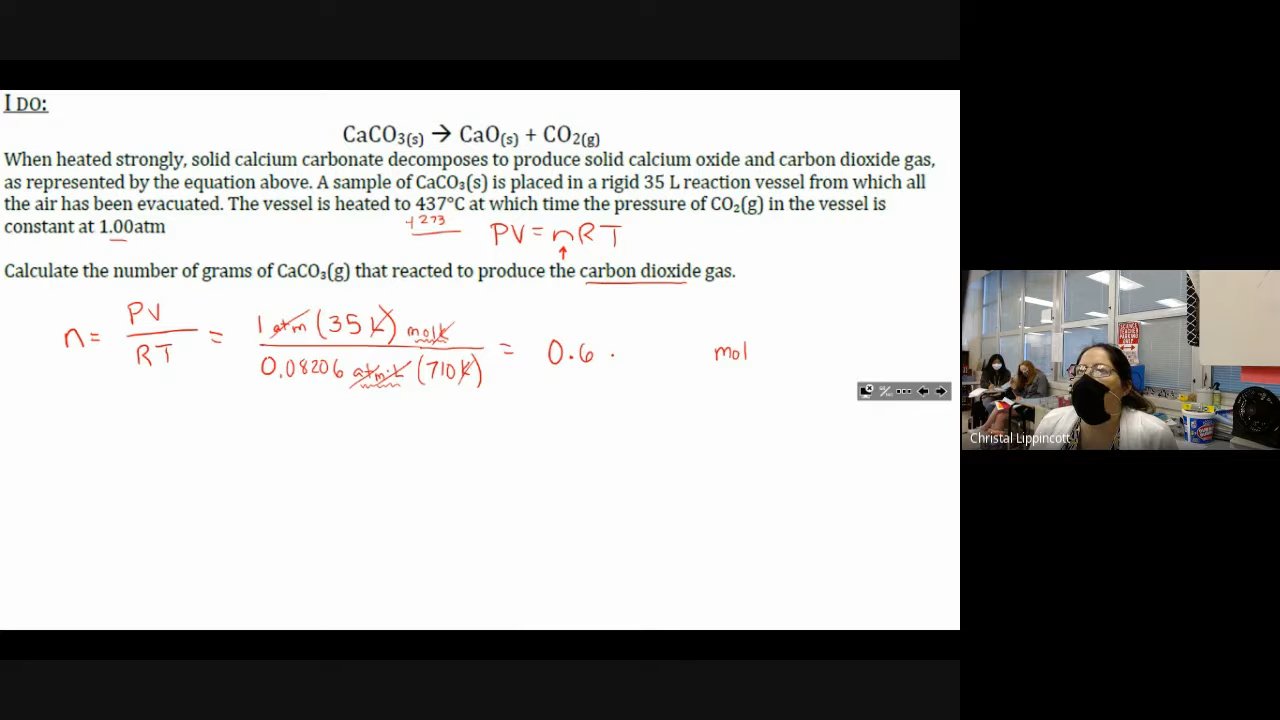 I DO:
CaCO₃(s) → CaO(s) + CO₂(g)
When heated strongly, solid calcium carbonate decomposes to produce solid calcium oxide and carbon dioxide gas,
as represented by the equation above. A sample of CaCO₃(s) is placed in a rigid 35 L reaction vessel from which all
the air has been evacuated. The vessel is heated to 437°C at which time the pressure of CO₂(g) in the vessel is
+273
constant at 1.00atm
PV = nRT
Calculate the number of grams of CaCO₃(g) that reacted to produce the carbon dioxide gas.
n = PV / RT = 1 atm (35 L) mol K / 0.08206 atm·L (710K) = 0.6 . mol
Christal Lippincott